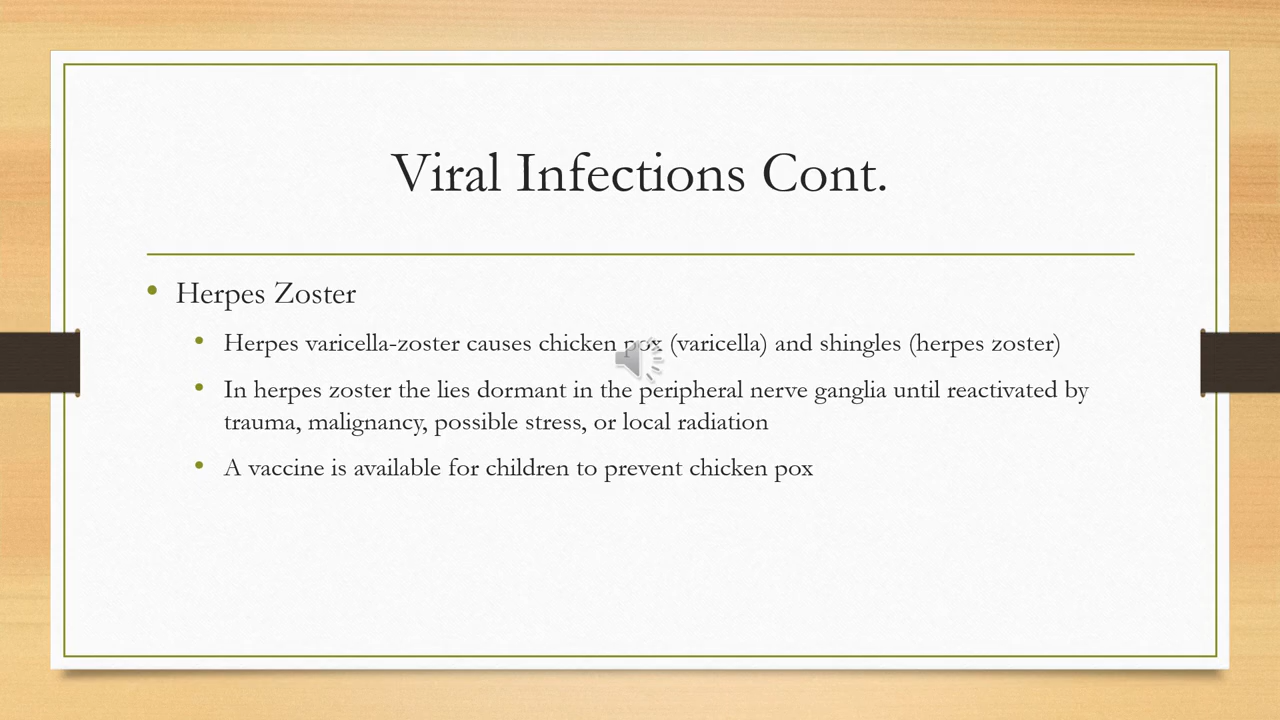 Viral Infections Cont.
• Herpes Zoster
• Herpes varicella-zoster causes chicken pox (varicella) and shingles (herpes zoster)
• In herpes zoster the lies dormant in the peripheral nerve ganglia until reactivated by
trauma, malignancy, possible stress, or local radiation
• A vaccine is available for children to prevent chicken pox